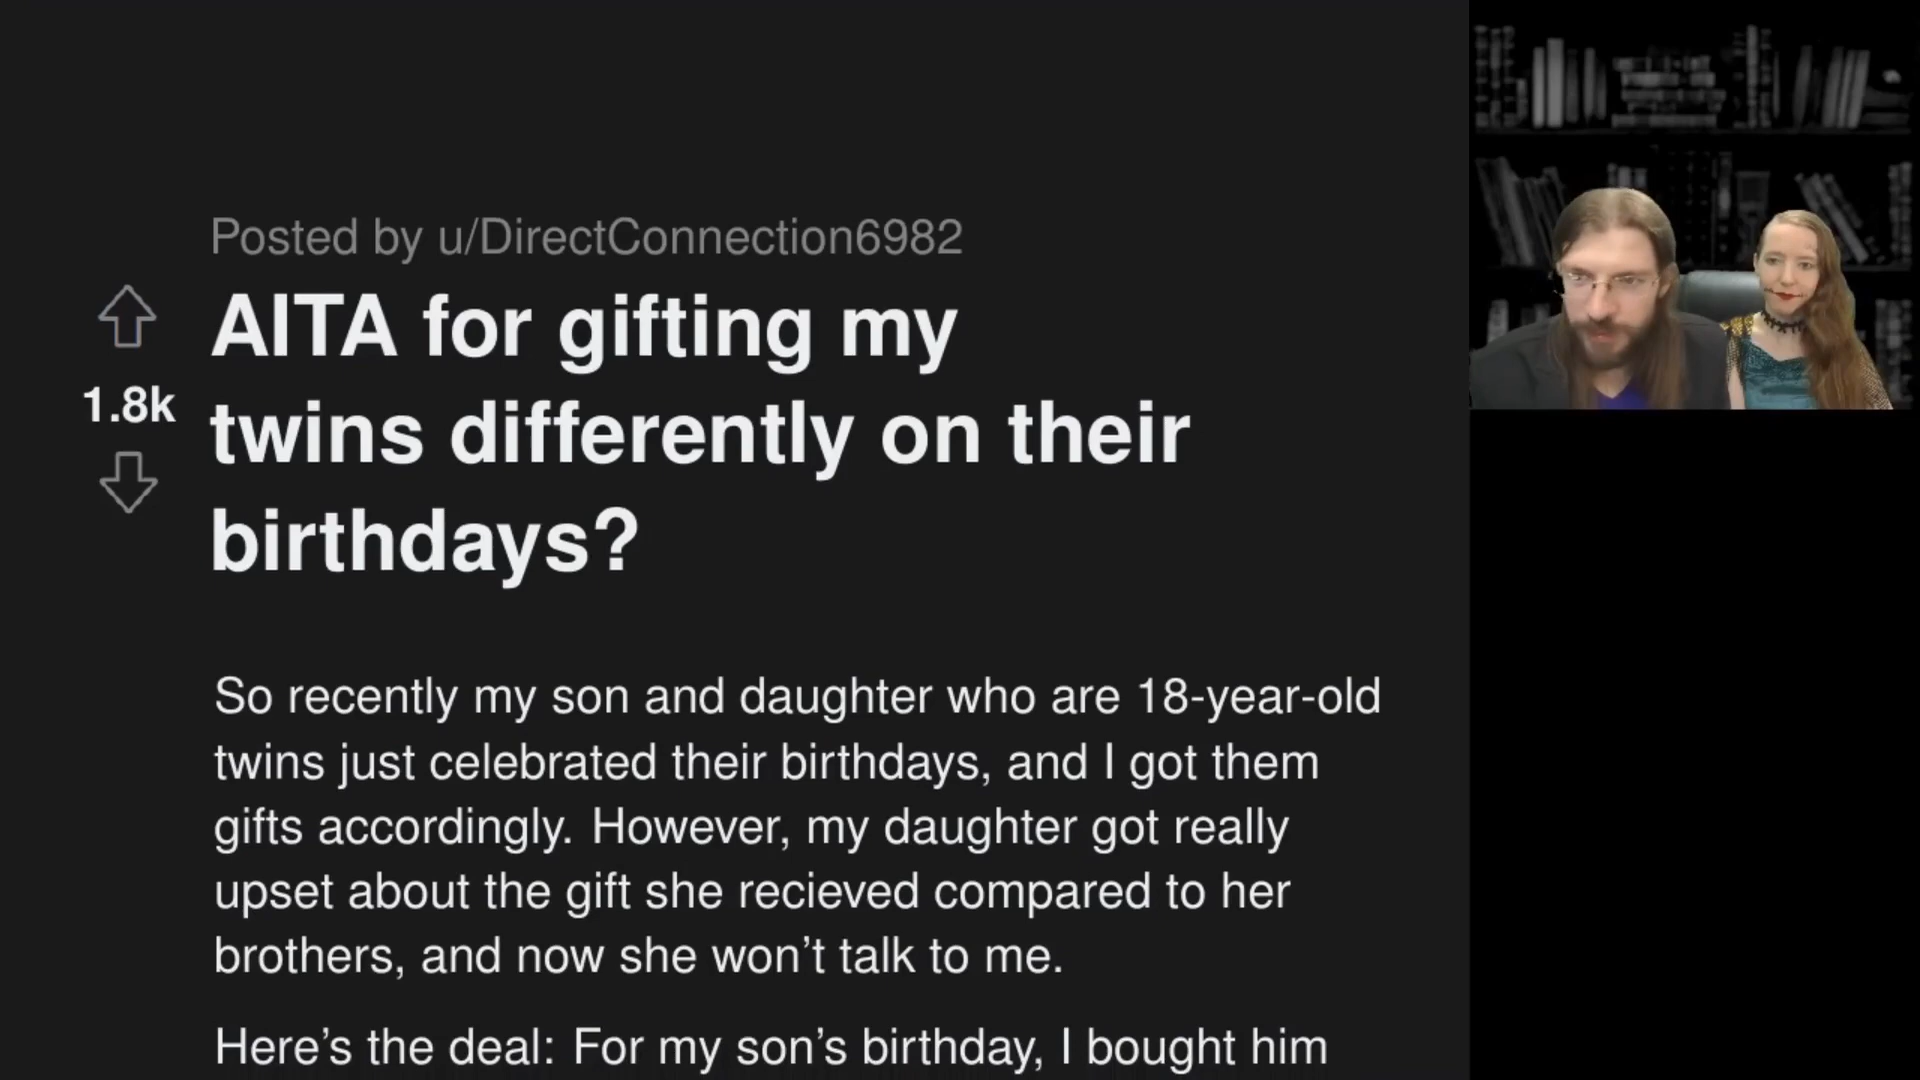 Posted by u/DirectConnection6982
AITA for gifting my
twins differently on their
birthdays?
1.8k
So recently my son and daughter who are 18-year-old
twins just celebrated their birthdays, and I got them
gifts accordingly. However, my daughter got really
upset about the gift she recieved compared to her
brothers, and now she won’t talk to me.
Here’s the deal: For my son’s birthday, I bought him